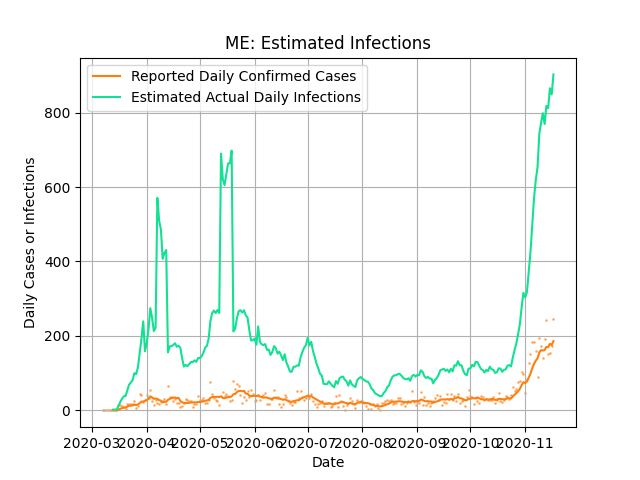 ME: Estimated Infections
Reported Daily Confirmed Cases
Estimated Actual Daily Infections
Daily Cases or Infections
800
600
400
200
0
2020-03 2020-04 2020-05 2020-06 2020-07 2020-08 2020-09 2020-10 2020-11
Date